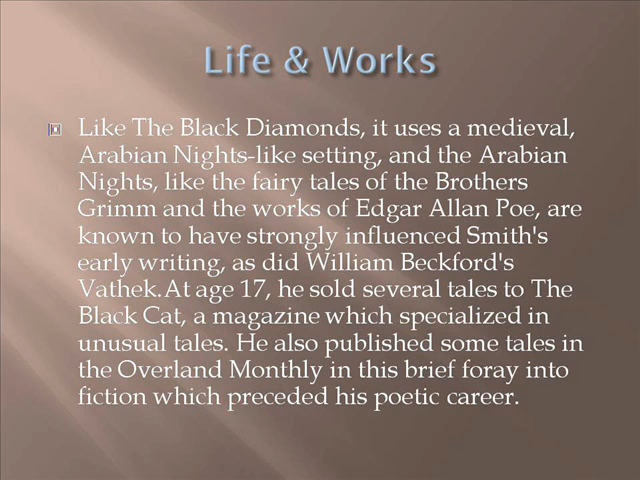 Life & Works
Like The Black Diamonds, it uses a medieval,
Arabian Nights-like setting, and the Arabian
Nights, like the fairy tales of the Brothers
Grimm and the works of Edgar Allan Poe, are
known to have strongly influenced Smith's
early writing, as did William Beckford's
Vathek.At age 17, he sold several tales to The
Black Cat, a magazine which specialized in
unusual tales. He also published some tales in
the Overland Monthly in this brief foray into
fiction which preceded his poetic career.